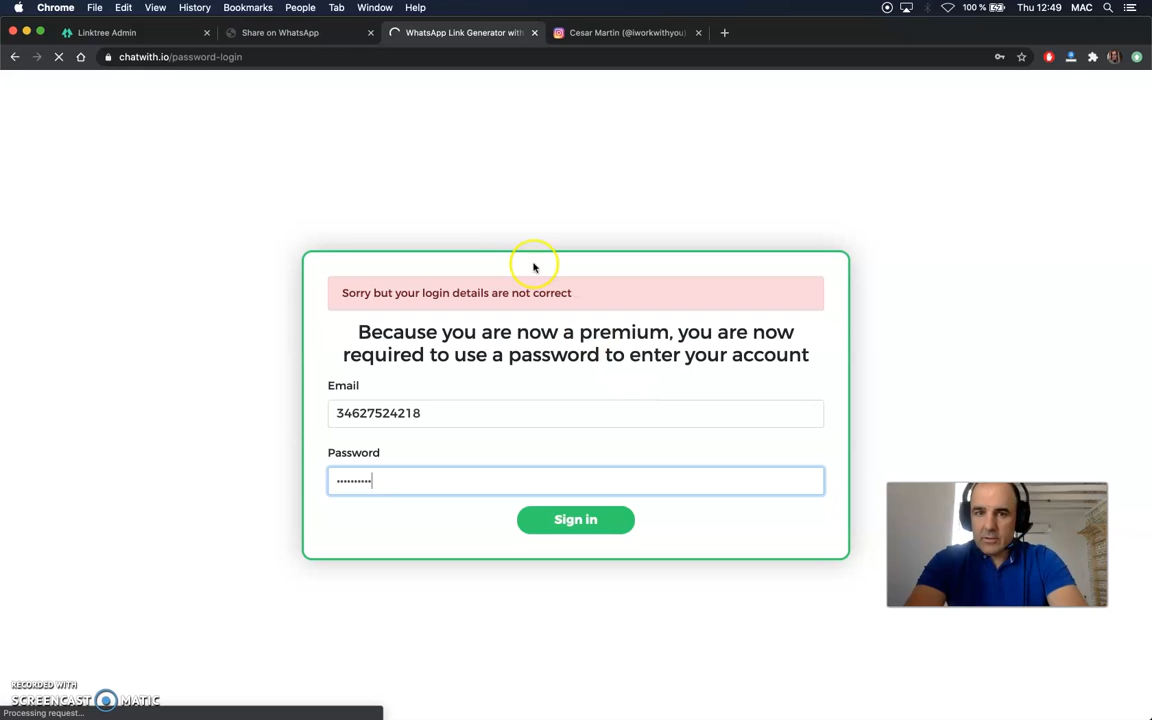 Chrome File Edit View History Bookmarks People Tab Window Help 100 % Thu 12:49 MAC
Linktree Admin Share on WhatsApp WhatsApp Link Generator with Cesar Martin (@iworkwithyou)
chatwith.io/password-login
Sorry but your login details are not correct
Because you are now a premium, you are now
required to use a password to enter your account
Email
34627524218
Password
Sign in
RECORDED WITH
SCREENCAST MATIC
Processing request...